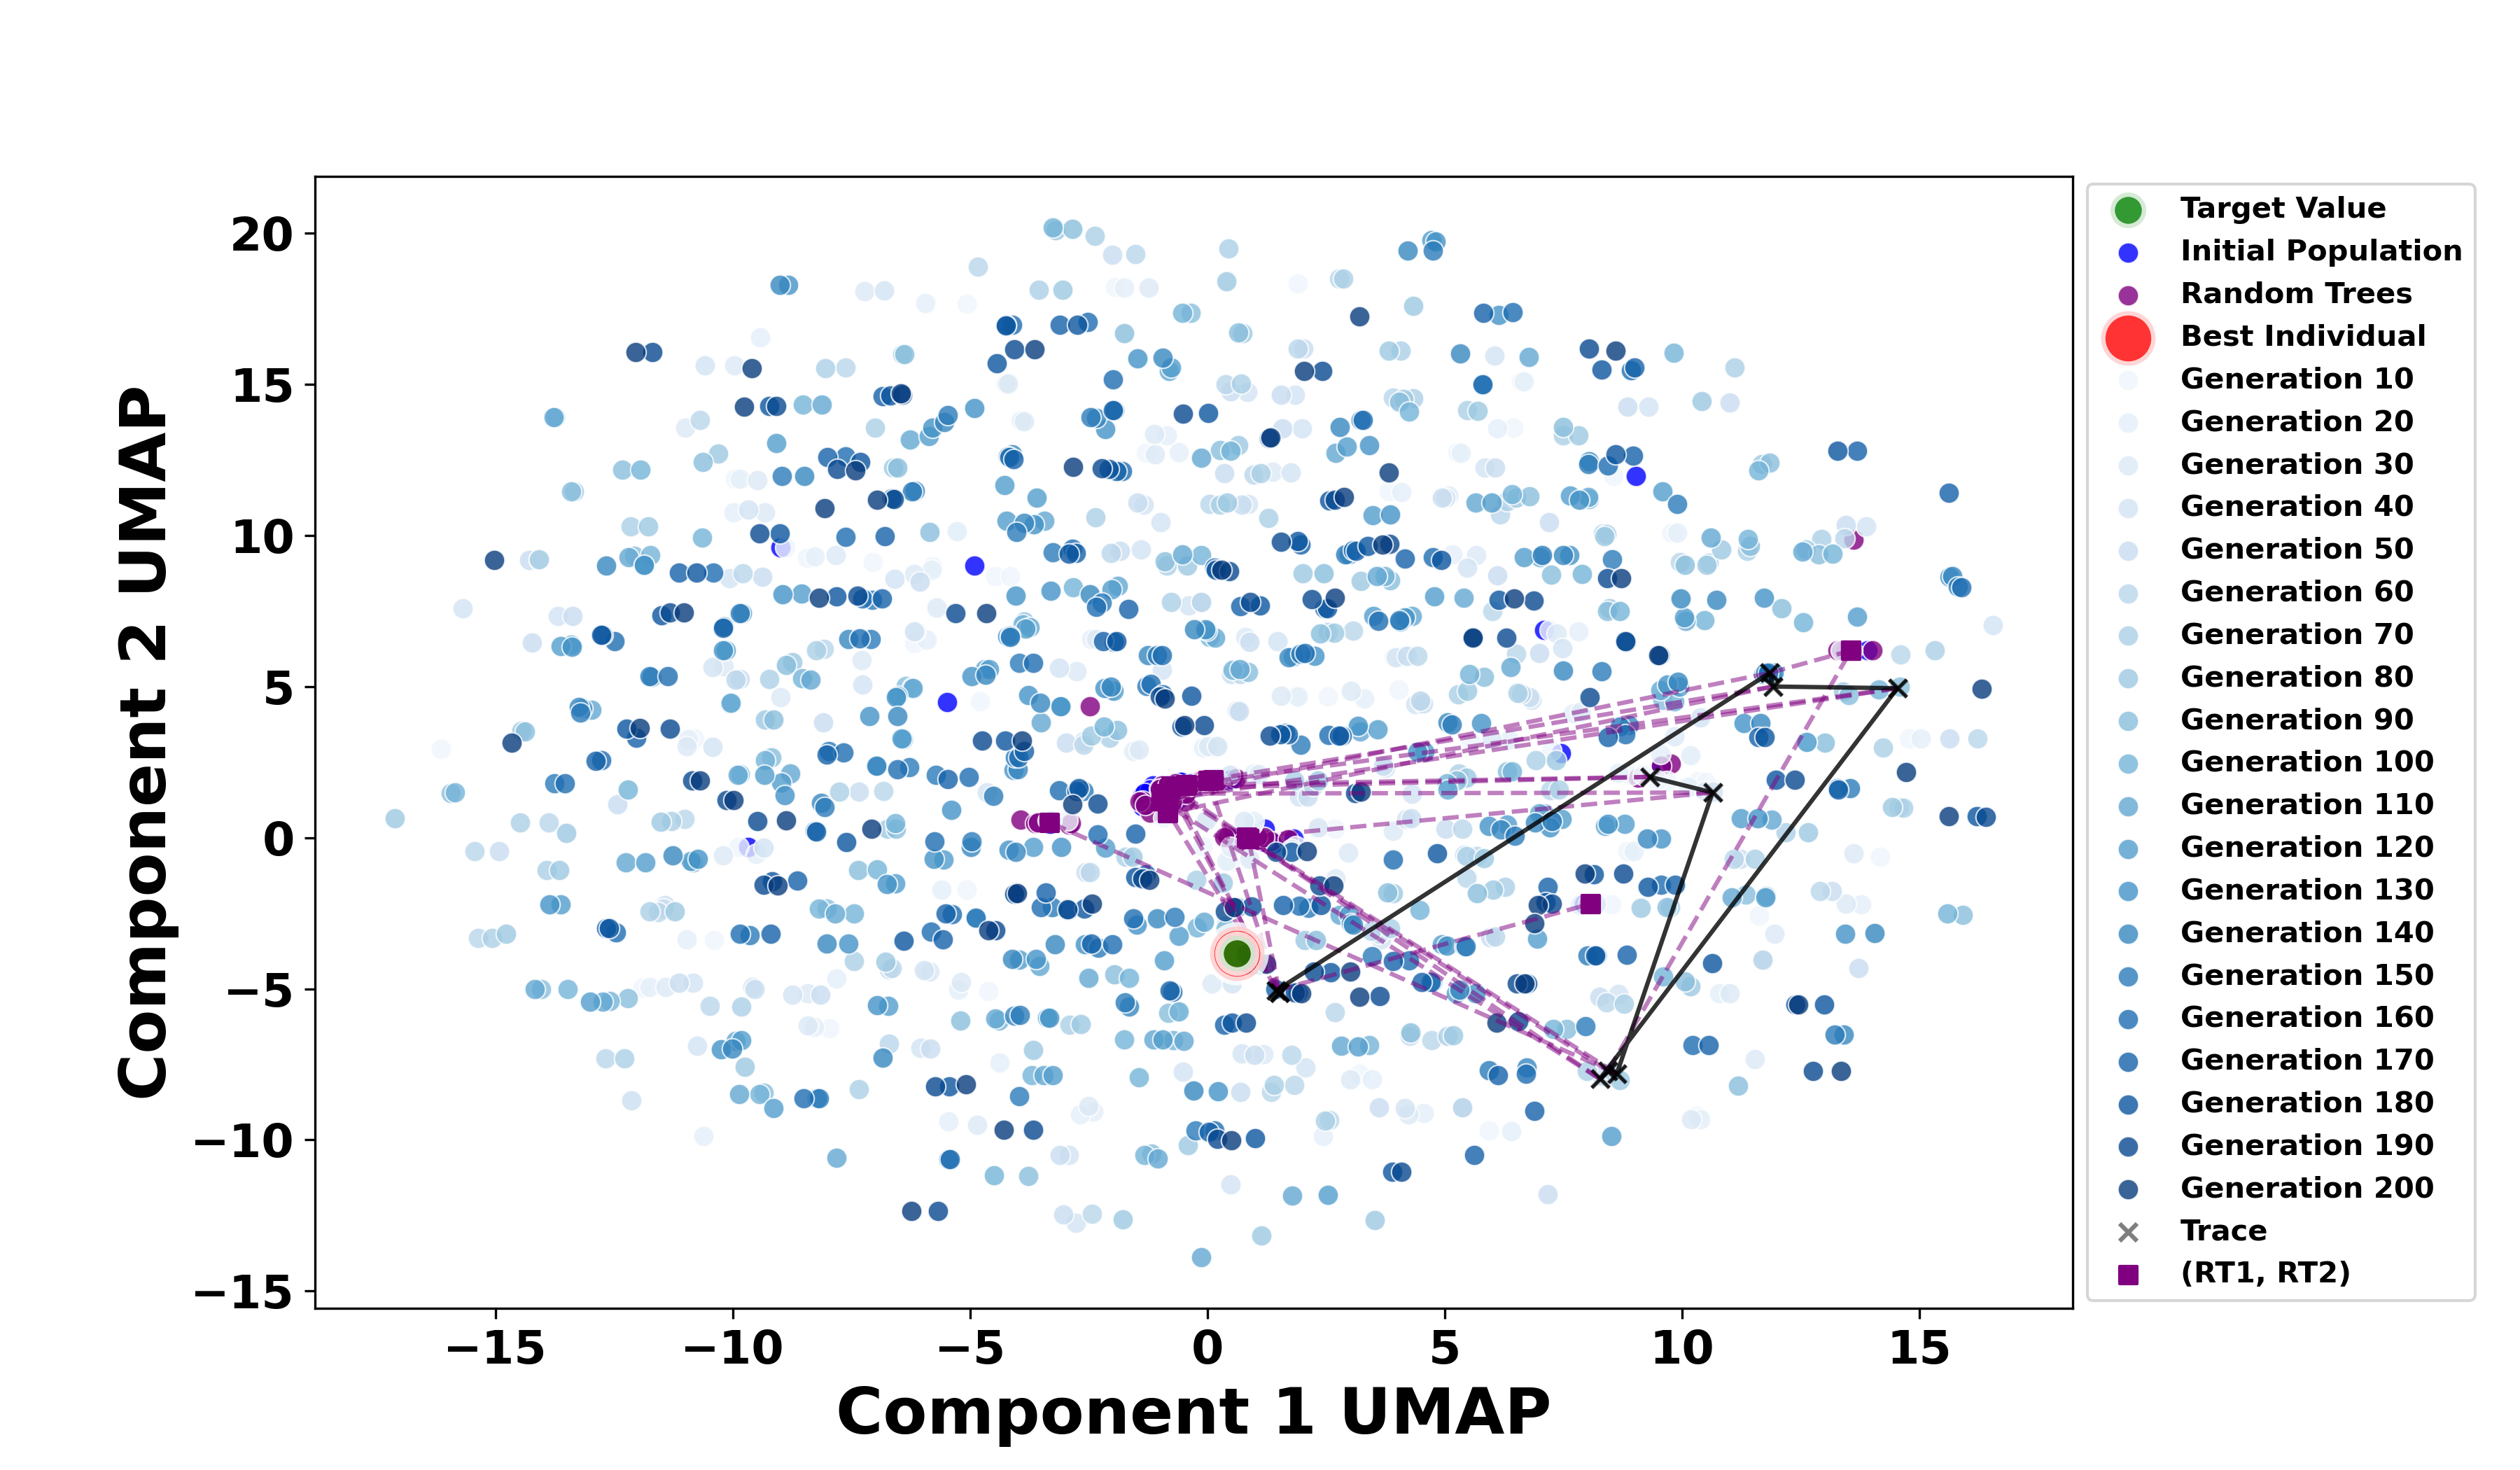 20
15
10
5
0
−5
−10
−15
Component 2 UMAP
−15
−10
−5
0
5
10
15
Component 1 UMAP
Target Value
Initial Population
Random Trees
Best Individual
Generation 10
Generation 20
Generation 30
Generation 40
Generation 50
Generation 60
Generation 70
Generation 80
Generation 90
Generation 100
Generation 110
Generation 120
Generation 130
Generation 140
Generation 150
Generation 160
Generation 170
Generation 180
Generation 190
Generation 200
Trace
(RT1, RT2)